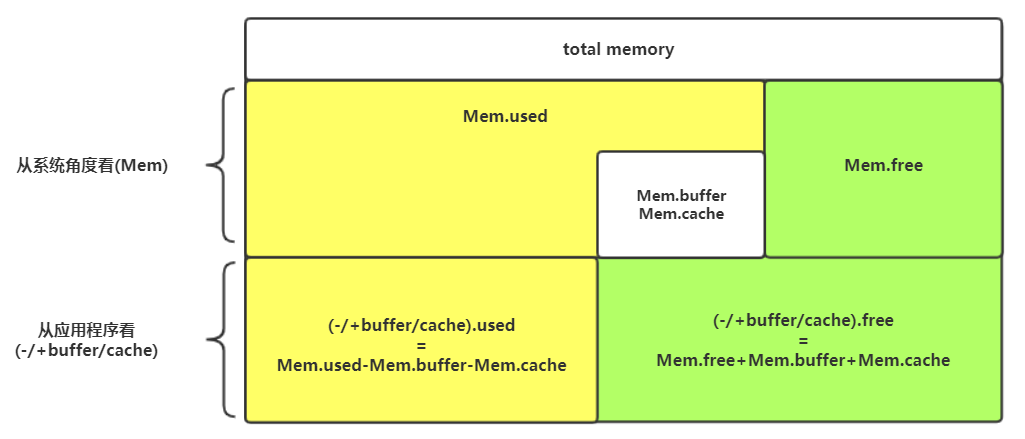 total memory
从系统角度看(Mem)
Mem.used
Mem.free
Mem.buffer
Mem.cache
从应用程序看
(-/+buffer/cache)
(-/+buffer/cache).used
=
Mem.used-Mem.buffer-Mem.cache
(-/+buffer/cache).free
=
Mem.free+Mem.buffer+Mem.cache